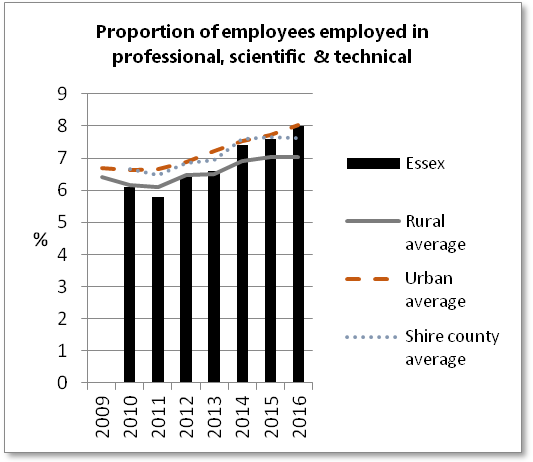 Proportion of employees employed in
professional, scientific & technical
9
8
7
6
5
4
3
2
1
0
%
2009
2010
2011
2012
2013
2014
2015
2016
Essex
Rural
average
Urban
average
Shire county
average